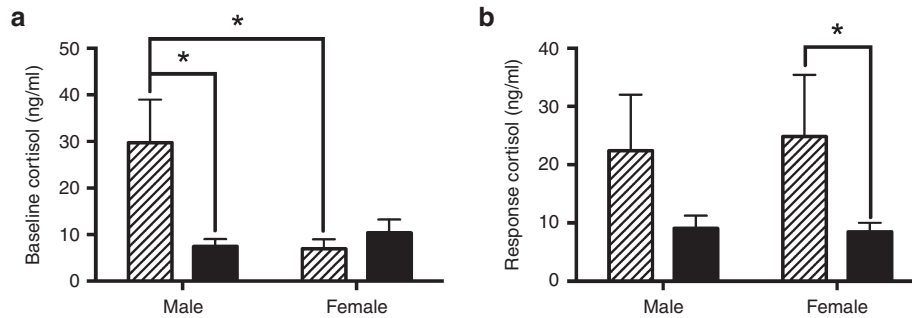 a
*
*
50
40
30
20
10
0
Baseline cortisol (ng/ml)
Male
Female
b
*
40
30
20
10
0
Response cortisol (ng/ml)
Male
Female